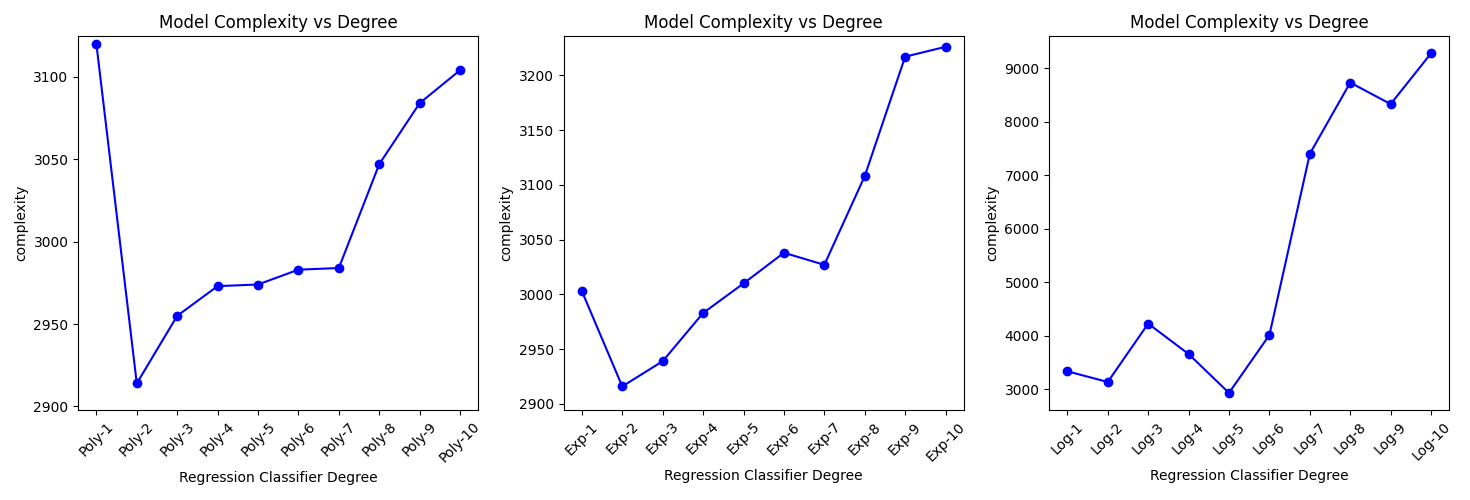 Model Complexity vs Degree
complexity
3100
3050
3000
2950
2900
Poly-1
Poly-2
Poly-3
Poly-4
Poly-5
Poly-6
Poly-7
Poly-8
Poly-9
Poly-10
Regression Classifier Degree
Model Complexity vs Degree
complexity
3200
3150
3100
3050
3000
2950
2900
Exp-1
Exp-2
Exp-3
Exp-4
Exp-5
Exp-6
Exp-7
Exp-8
Exp-9
Exp-10
Regression Classifier Degree
Model Complexity vs Degree
complexity
9000
8000
7000
6000
5000
4000
3000
Log-1
Log-2
Log-3
Log-4
Log-5
Log-6
Log-7
Log-8
Log-9
Log-10
Regression Classifier Degree